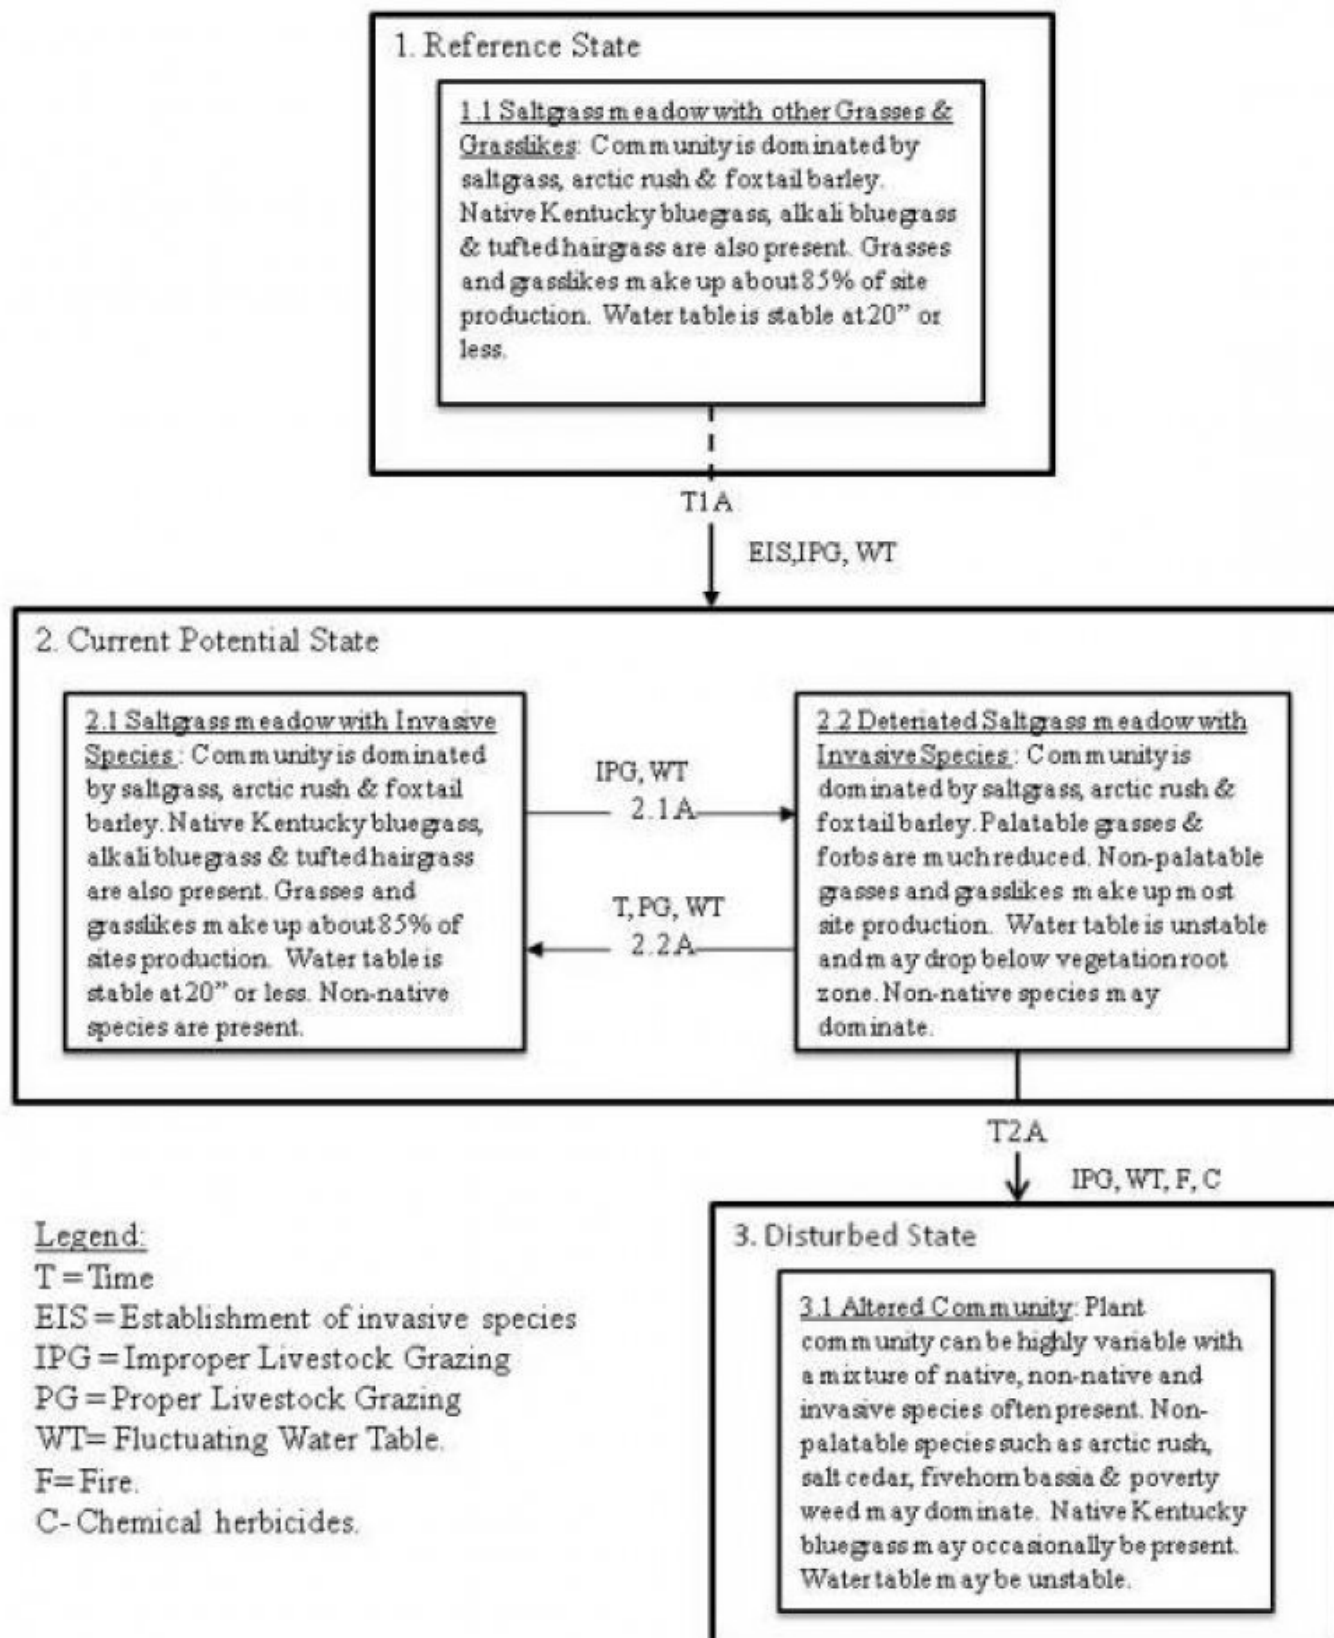 1. Reference State
1.1 Saltgrass meadow with other Grasses &
Grasslikes: Community is dominated by
saltgrass, arctic rush & foxtail barley.
Native Kentucky bluegrass, alkali bluegrass
& tufted hairgrass are also present. Grasses
and grasslikes make up about 85% of site
production. Water table is stable at 20” or
less.
T1A
EIS,IPG, WT
2. Current Potential State
2.1 Saltgrass meadow with Invasive
Species: Community is dominated
by saltgrass, arctic rush & foxtail
barley. Native Kentucky bluegrass,
alkali bluegrass & tufted hairgrass
are also present. Grasses and
grasslikes make up about 85% of
sites production. Water table is
stable at 20” or less. Non-native
species are present.
IPG, WT
2.1A
T, PG, WT
2.2A
2.2 Deteriated Saltgrass meadow with
Invasive Species: Community is
dominated by saltgrass, arctic rush &
foxtail barley. Palatable grasses &
forbs are much reduced. Non-palatable
grasses and grasslikes make up most
site production. Water table is unstable
and may drop below vegetation root
zone. Non-native species may
dominate.
T2A
IPG, WT, F, C
3. Disturbed State
3.1 Altered Community: Plant
community can be highly variable with
a mixture of native, non-native and
invasive species often present. Non-
palatable species such as arctic rush,
salt cedar, fivehorn bassia & poverty
weed may dominate. Native Kentucky
bluegrass may occasionally be present.
Water table may be unstable.
Legend:
T = Time
EIS = Establishment of invasive species
IPG = Improper Livestock Grazing
PG = Proper Livestock Grazing
WT= Fluctuating Water Table.
F= Fire.
C- Chemical herbicides.